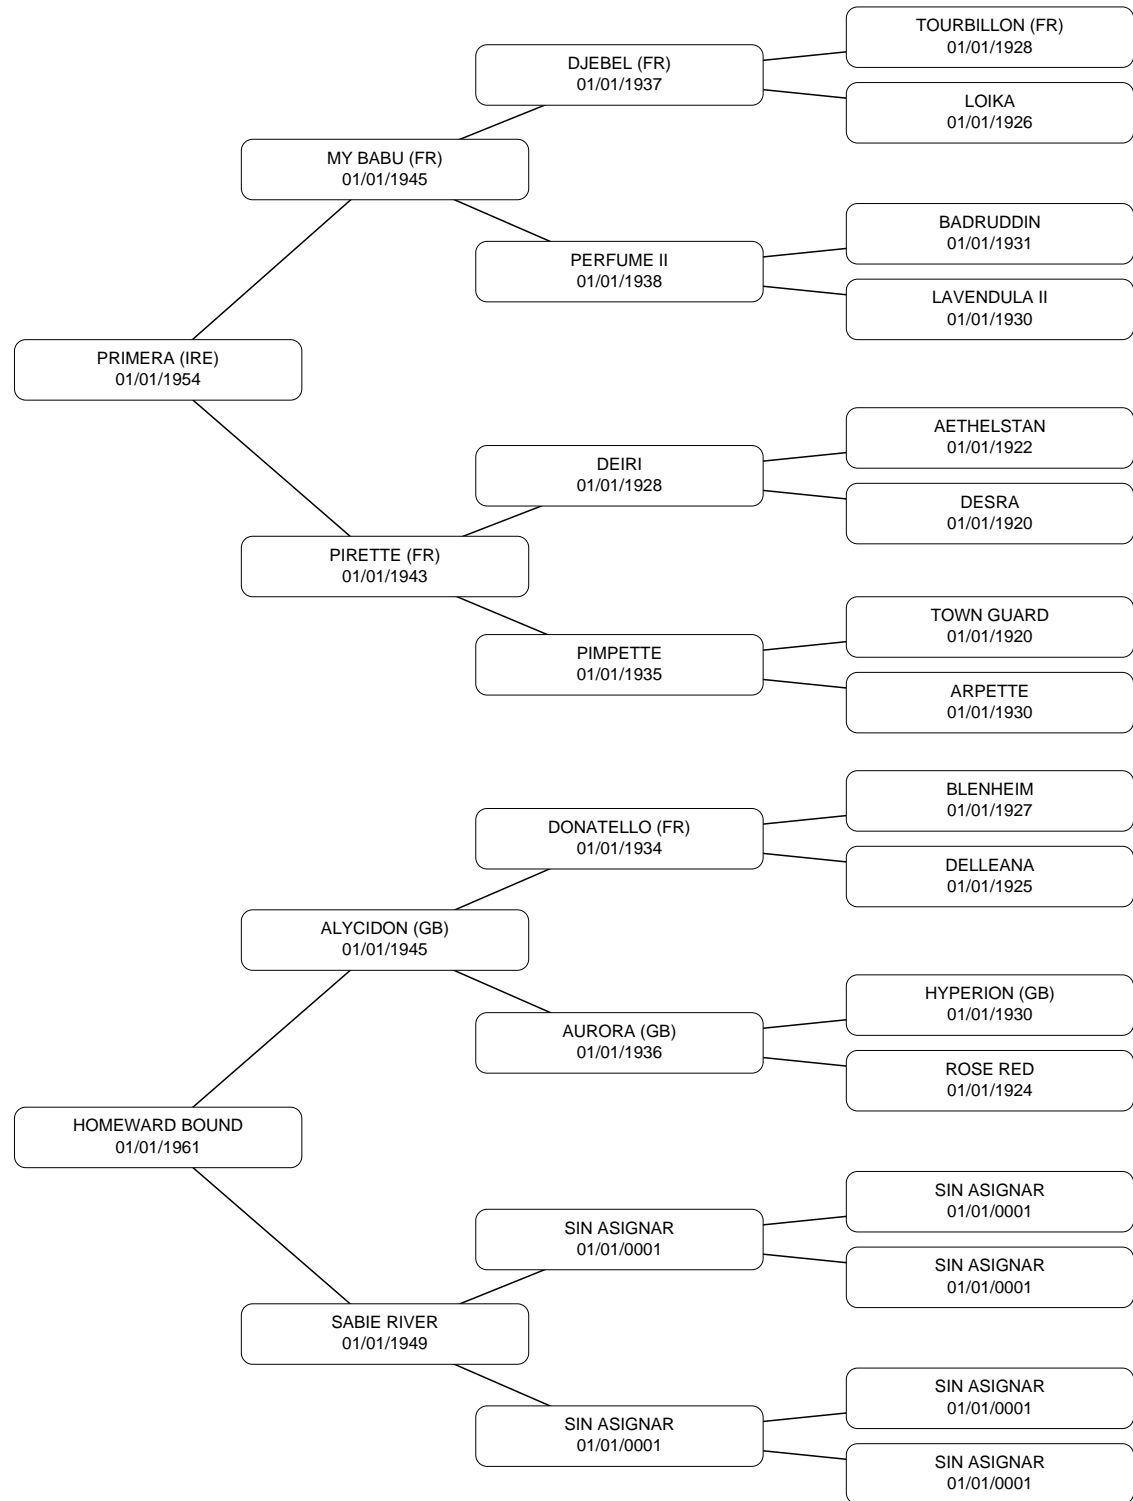 TOURBILLON (FR)
01/01/1928
DJEBEL (FR)
01/01/1937
LOIKA
01/01/1926
MY BABU (FR)
01/01/1945
BADRUDDIN
01/01/1931
PERFUME II
01/01/1938
LAVENDULA II
01/01/1930
PRIMERA (IRE)
01/01/1954
AETHELSTAN
01/01/1922
DEIRI
01/01/1928
DESRA
01/01/1920
PIRETTE (FR)
01/01/1943
TOWN GUARD
01/01/1920
PIMPETTE
01/01/1935
ARPETTE
01/01/1930
BLENHEIM
01/01/1927
DONATELLO (FR)
01/01/1934
DELLEANA
01/01/1925
ALYCIDON (GB)
01/01/1945
HYPERION (GB)
01/01/1930
AURORA (GB)
01/01/1936
ROSE RED
01/01/1924
HOMEWARD BOUND
01/01/1961
SIN ASIGNAR
01/01/0001
SIN ASIGNAR
01/01/0001
SIN ASIGNAR
01/01/0001
SABIE RIVER
01/01/1949
SIN ASIGNAR
01/01/0001
SIN ASIGNAR
01/01/0001
SIN ASIGNAR
01/01/0001